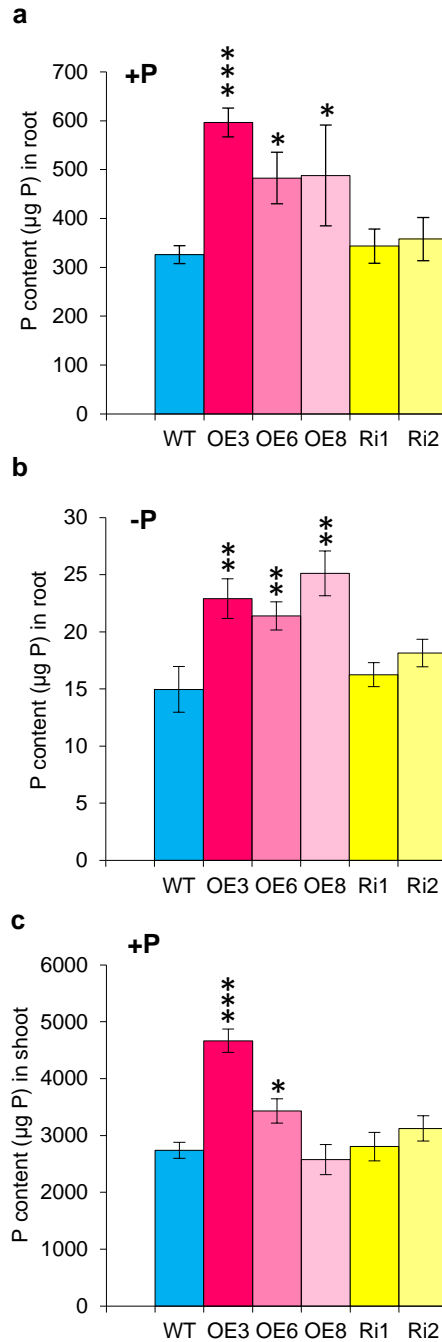 a
+P
***
*
*
700
600
500
400
300
200
100
0
P content (µg P) in root
WT OE3 OE6 OE8 Ri1 Ri2
b
-P
**
**
**
30
25
20
15
10
5
0
P content (µg P) in root
WT OE3 OE6 OE8 Ri1 Ri2
c
+P
***
*
6000
5000
4000
3000
2000
1000
0
P content (µg P) in shoot
WT OE3 OE6 OE8 Ri1 Ri2